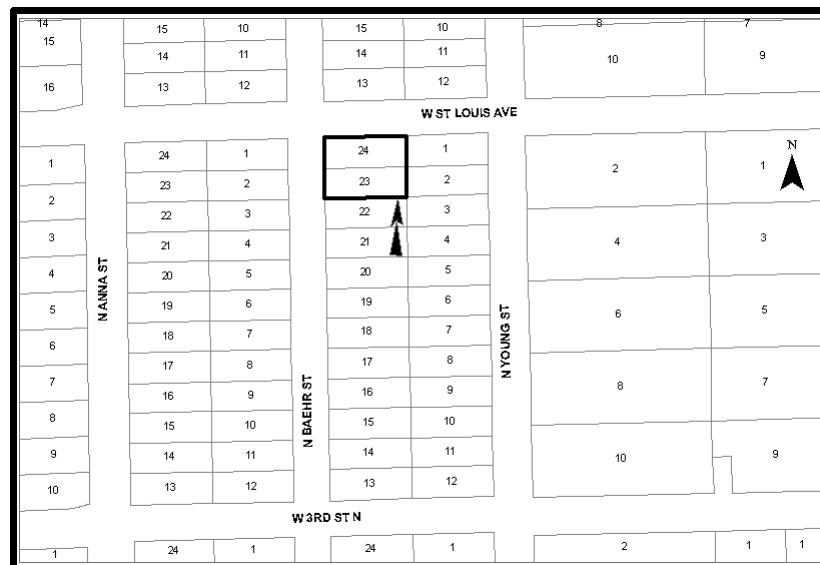 14 15 10 15 10 8 7
15 14 11 14 11 10 9
16 13 12 13 12
W ST LOUIS AVE
1 24 1 24 1 2 1 N
2 23 2 23 2
3 22 3 22 3
4 21 4 21 4 4 3
5 20 5 20 5
6 19 6 19 6 6 5
7 18 7 18 7
8 17 8 17 8 8 7
9 16 9 16 9
10 15 10 15 10
14 11 14 11 10 9
13 12 13 12
N ANNA ST
N BAEHR ST
N YOUNG ST
W 3RD ST N
1 24 1 24 1 2 1 1